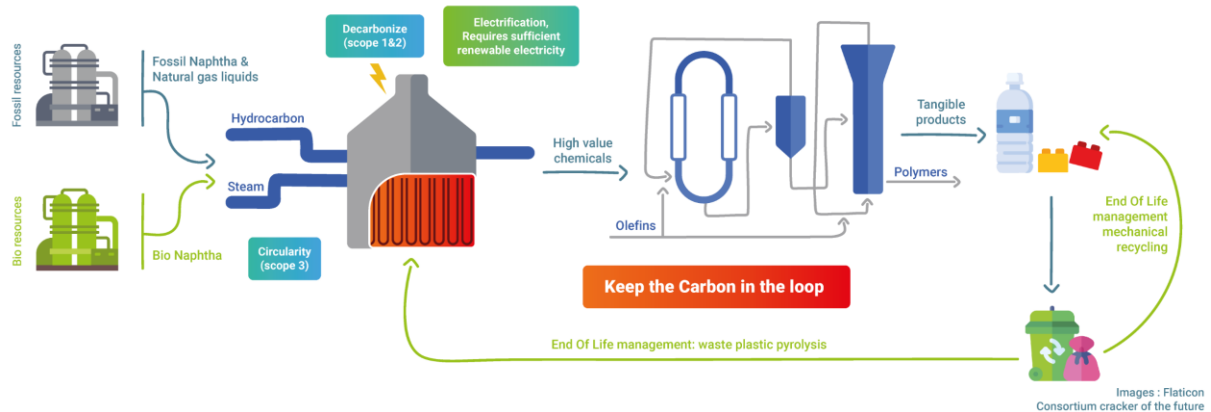 Fossil resources
Fossil Naphtha &
Natural gas liquids
Bio resources
Bio Naphtha
Hydrocarbon
Steam
Decarbonize
(scope 1&2)
Electrification,
Requires sufficient
renewable electricity
Circularity
(scope 3)
High value
chemicals
Olefins
Polymers
Tangible
products
End Of Life
management
mechanical
recycling
Keep the Carbon in the loop
End Of Life management: waste plastic pyrolysis
Images : Flaticon
Consortium cracker of the future